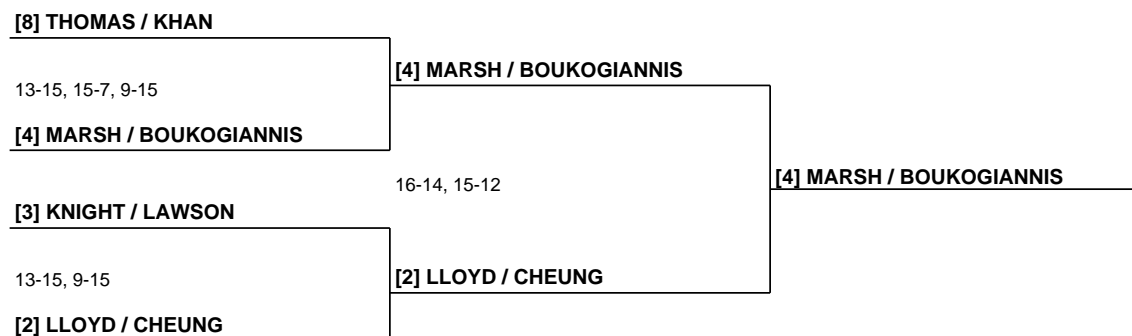 [8] THOMAS / KHAN
[4] MARSH / BOUKOGIANNIS
13-15, 15-7, 9-15
[4] MARSH / BOUKOGIANNIS
16-14, 15-12
[4] MARSH / BOUKOGIANNIS
[3] KNIGHT / LAWSON
[2] LLOYD / CHEUNG
13-15, 9-15
[2] LLOYD / CHEUNG